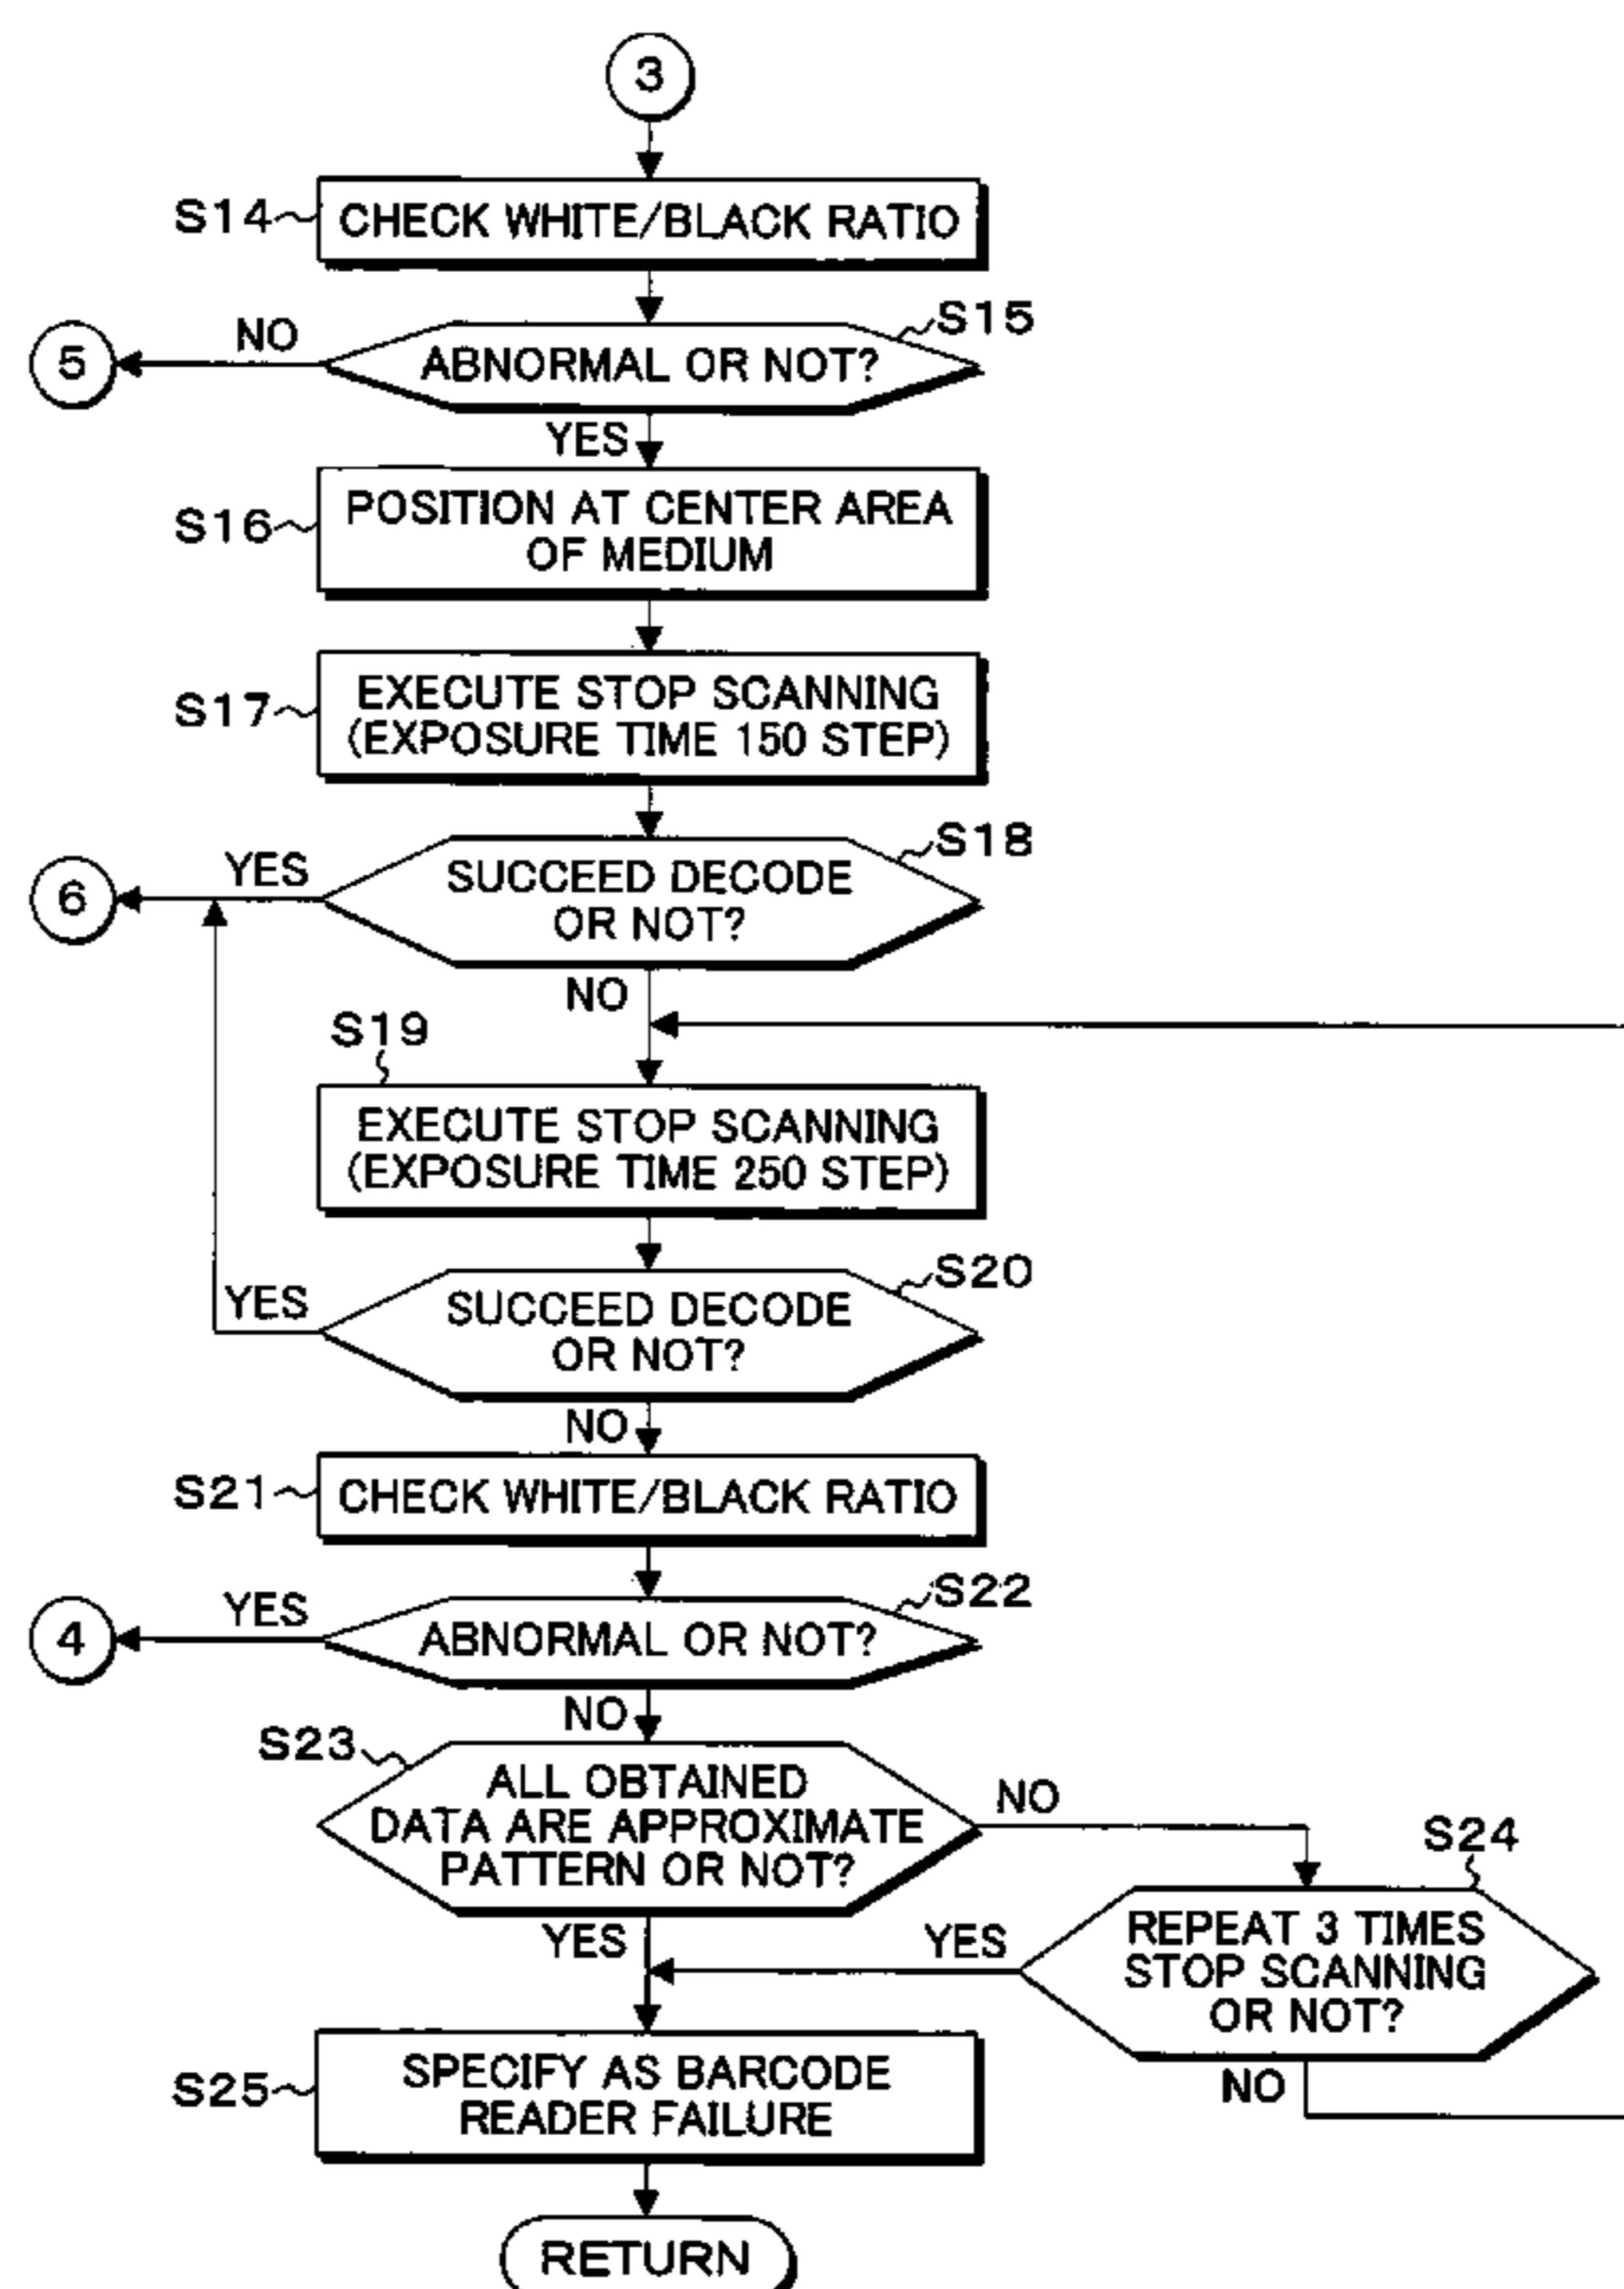 3
S14
CHECK WHITE/BLACK RATIO
S15
NO
5
ABNORMAL OR NOT?
YES
S16
POSITION AT CENTER AREA
OF MEDIUM
S17
EXECUTE STOP SCANNING
(EXPOSURE TIME 150 STEP)
S18
YES
6
SUCCEED DECODE
OR NOT?
NO
S19
EXECUTE STOP SCANNING
(EXPOSURE TIME 250 STEP)
S20
YES
SUCCEED DECODE
OR NOT?
NO
S21
CHECK WHITE/BLACK RATIO
S22
YES
4
ABNORMAL OR NOT?
NO
S23
ALL OBTAINED
DATA ARE APPROXIMATE
PATTERN OR NOT?
NO
S24
YES
YES
REPEAT 3 TIMES
STOP SCANNING
OR NOT?
NO
S25
SPECIFY AS BARCODE
READER FAILURE
RETURN